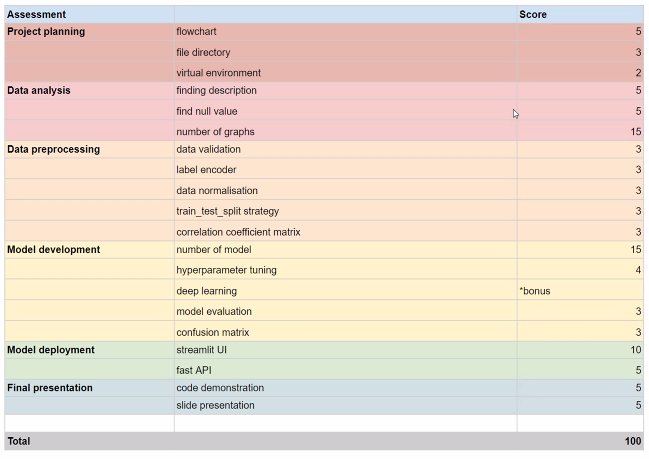 Assessment Score
Project planning flowchart 5
file directory 3
virtual environment 2
Data analysis finding description 5
find null value 5
number of graphs 15
Data preprocessing data validation 3
label encoder 3
data normalisation 3
train_test_split strategy 3
correlation coefficient matrix 3
Model development number of model 15
hyperparameter tuning 4
deep learning *bonus
model evaluation 3
confusion matrix 3
Model deployment streamlit UI 10
fast API 5
Final presentation code demonstration 5
slide presentation 5
Total 100